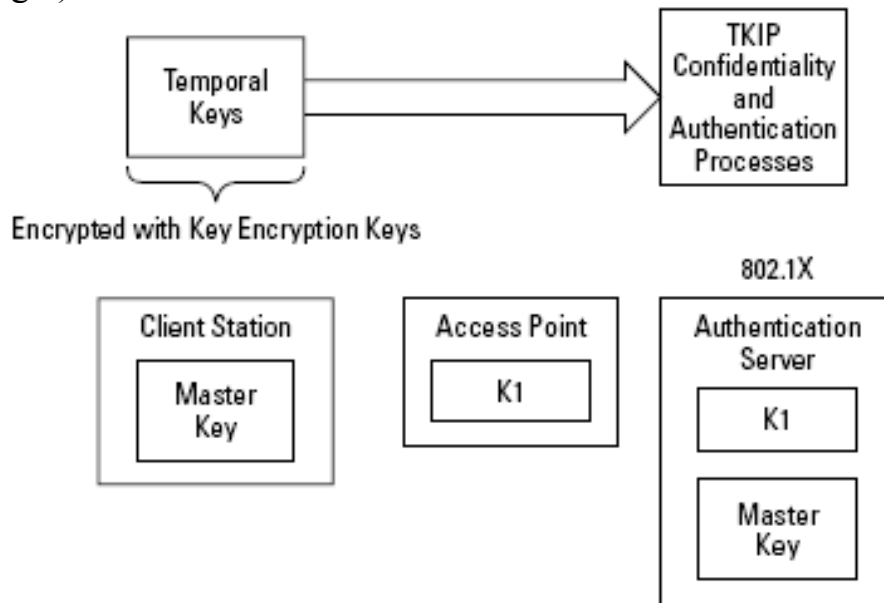 Temporal
Keys
TKIP
Confidentiality
and
Authentication
Processes
Encrypted with Key Encryption Keys
802.1X
Client Station
Master
Key
Access Point
K1
Authentication
Server
K1
Master
Key